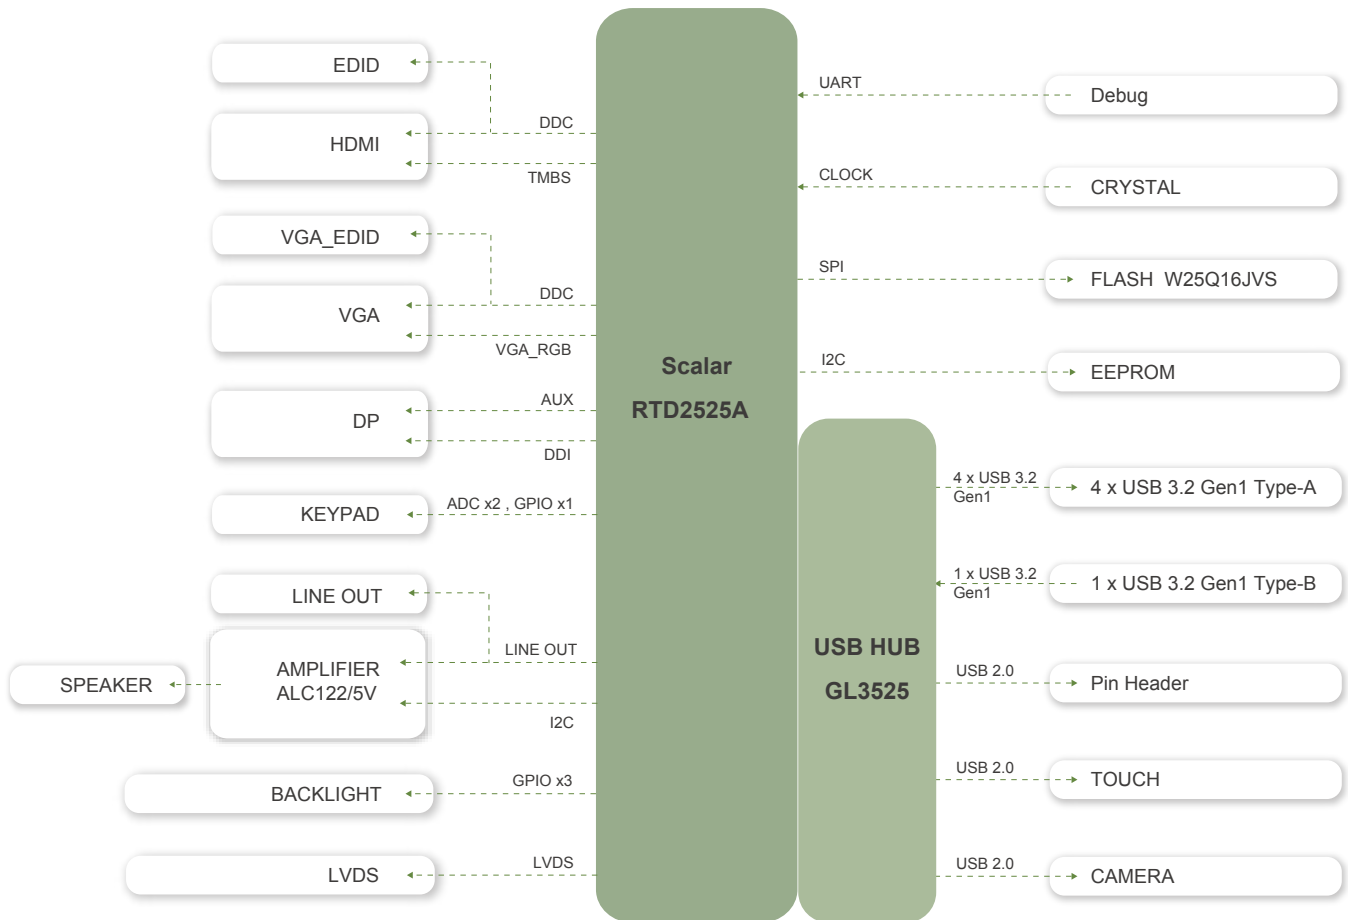 EDID
DDC
HDMI
TMBS
VGA_EDID
DDC
VGA
VGA_RGB
AUX
DP
DDI
KEYPAD
ADC x2 , GPIO x1
LINE OUT
LINE OUT
AMPLIFIER
ALC122/5V
SPEAKER
I2C
GPIO x3
BACKLIGHT
LVDS
LVDS
Scalar
RTD2525A
UART
Debug
CLOCK
CRYSTAL
SPI
FLASH W25Q16JVS
I2C
EEPROM
USB HUB
GL3525
4 x USB 3.2
Gen1
4 x USB 3.2 Gen1 Type-A
1 x USB 3.2
Gen1
1 x USB 3.2 Gen1 Type-B
USB 2.0
Pin Header
USB 2.0
TOUCH
USB 2.0
CAMERA